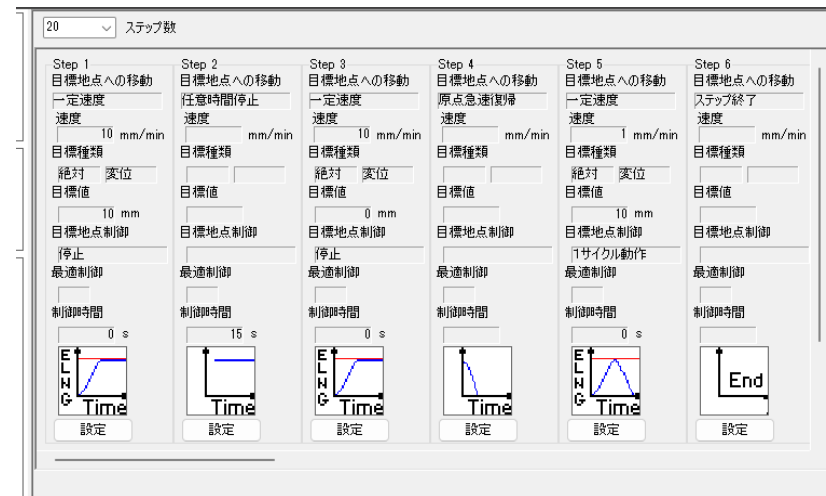 20 ステップ数
Step 1
目標地点への移動
一定速度
速度
10 mm/min
目標種類
絶対 変位
目標値
10 mm
目標地点制御
停止
最適制御
制御時間
0 s
ELNG
Time
設定
Step 2
目標地点への移動
任意時間停止
速度
mm/min
目標種類
目標値
目標地点制御
最適制御
制御時間
15 s
Time
設定
Step 3
目標地点への移動
一定速度
速度
10 mm/min
目標種類
絶対 変位
目標値
0 mm
目標地点制御
停止
最適制御
制御時間
0 s
ELNG
Time
設定
Step 4
目標地点への移動
原点急速復帰
速度
mm/min
目標種類
目標値
目標地点制御
最適制御
制御時間
Time
設定
Step 5
目標地点への移動
一定速度
速度
1 mm/min
目標種類
絶対 変位
目標値
10 mm
目標地点制御
1サイクル動作
最適制御
制御時間
0 s
ELNG
Time
設定
Step 6
目標地点への移動
ステップ終了
速度
mm/min
目標種類
目標値
目標地点制御
最適制御
制御時間
End
設定